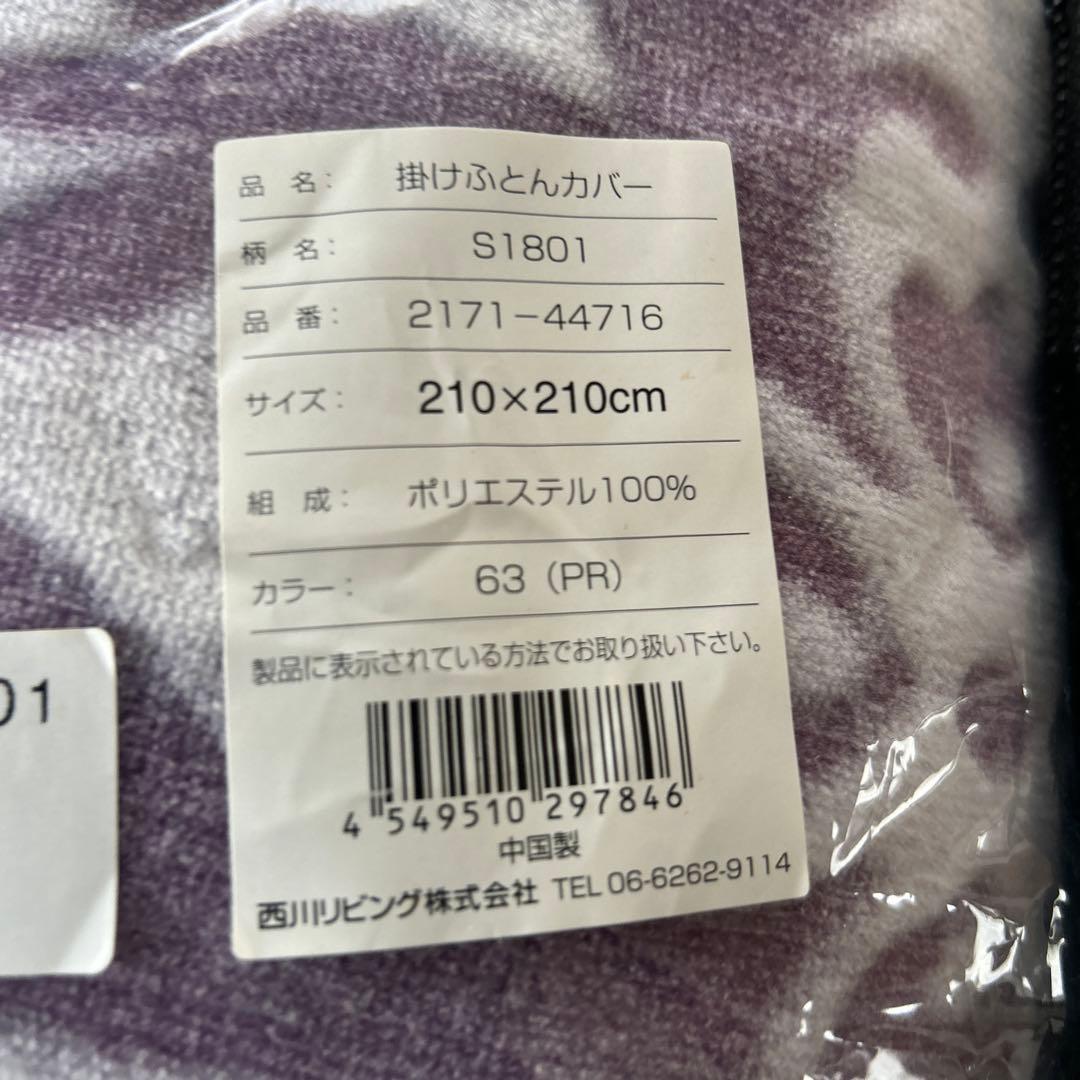 品 名： 掛けふとんカバー
柄 名： S1801
品 番： 2171-44716
サイズ： 210×210cm
組 成： ポリエステル100%
カラー： 63（PR）
製品に表示されている方法でお取り扱い下さい。
4 549510 297846
中国製
西川リビング株式会社 TEL 06-6262-9114
01